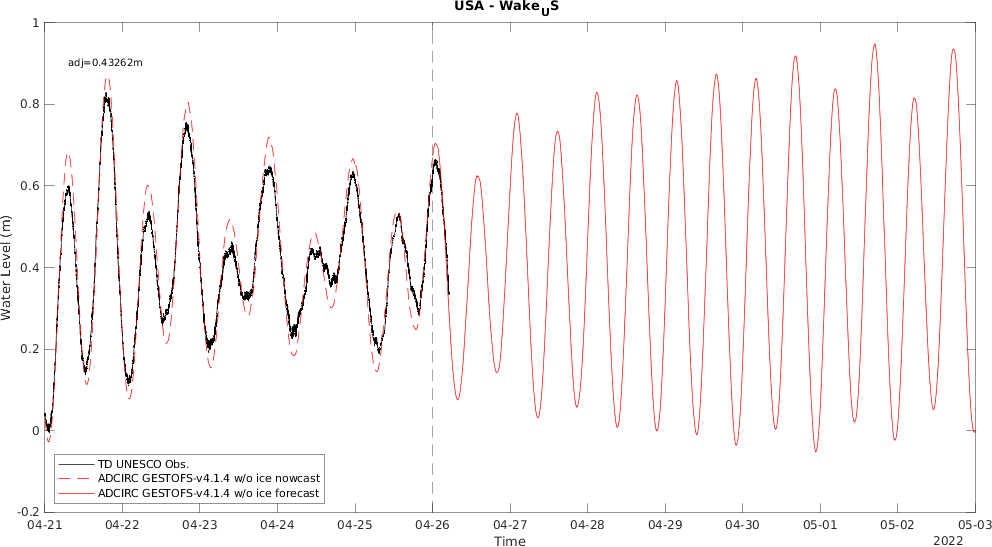 USA - Wake_US
adj=0.43262m
Water Level (m)
1
0.8
0.6
0.4
0.2
0
-0.2
TD UNESCO Obs.
ADCIRC GESTOFS-v4.1.4 w/o ice nowcast
ADCIRC GESTOFS-v4.1.4 w/o ice forecast
04-21 04-22 04-23 04-24 04-25 04-26 04-27 04-28 04-29 04-30 05-01 05-02 05-03
Time
2022